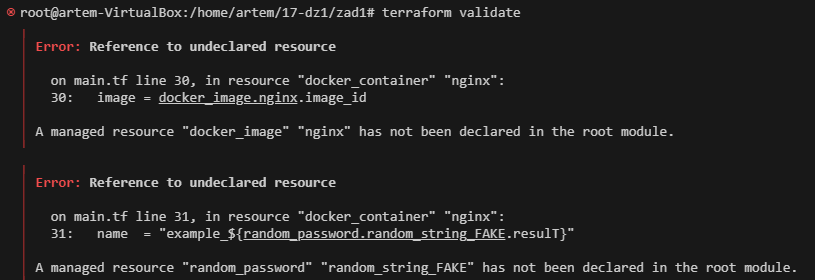 root@artem-VirtualBox:/home/artem/17-dz1/zad1# terraform validate
Error: Reference to undeclared resource
on main.tf line 30, in resource "docker_container" "nginx":
30:   image = docker_image.nginx.image_id
A managed resource "docker_image" "nginx" has not been declared in the root module.
Error: Reference to undeclared resource
on main.tf line 31, in resource "docker_container" "nginx":
31:   name  = "example_${random_password.random_string_FAKE.resulT}"
A managed resource "random_password" "random_string_FAKE" has not been declared in the root module.